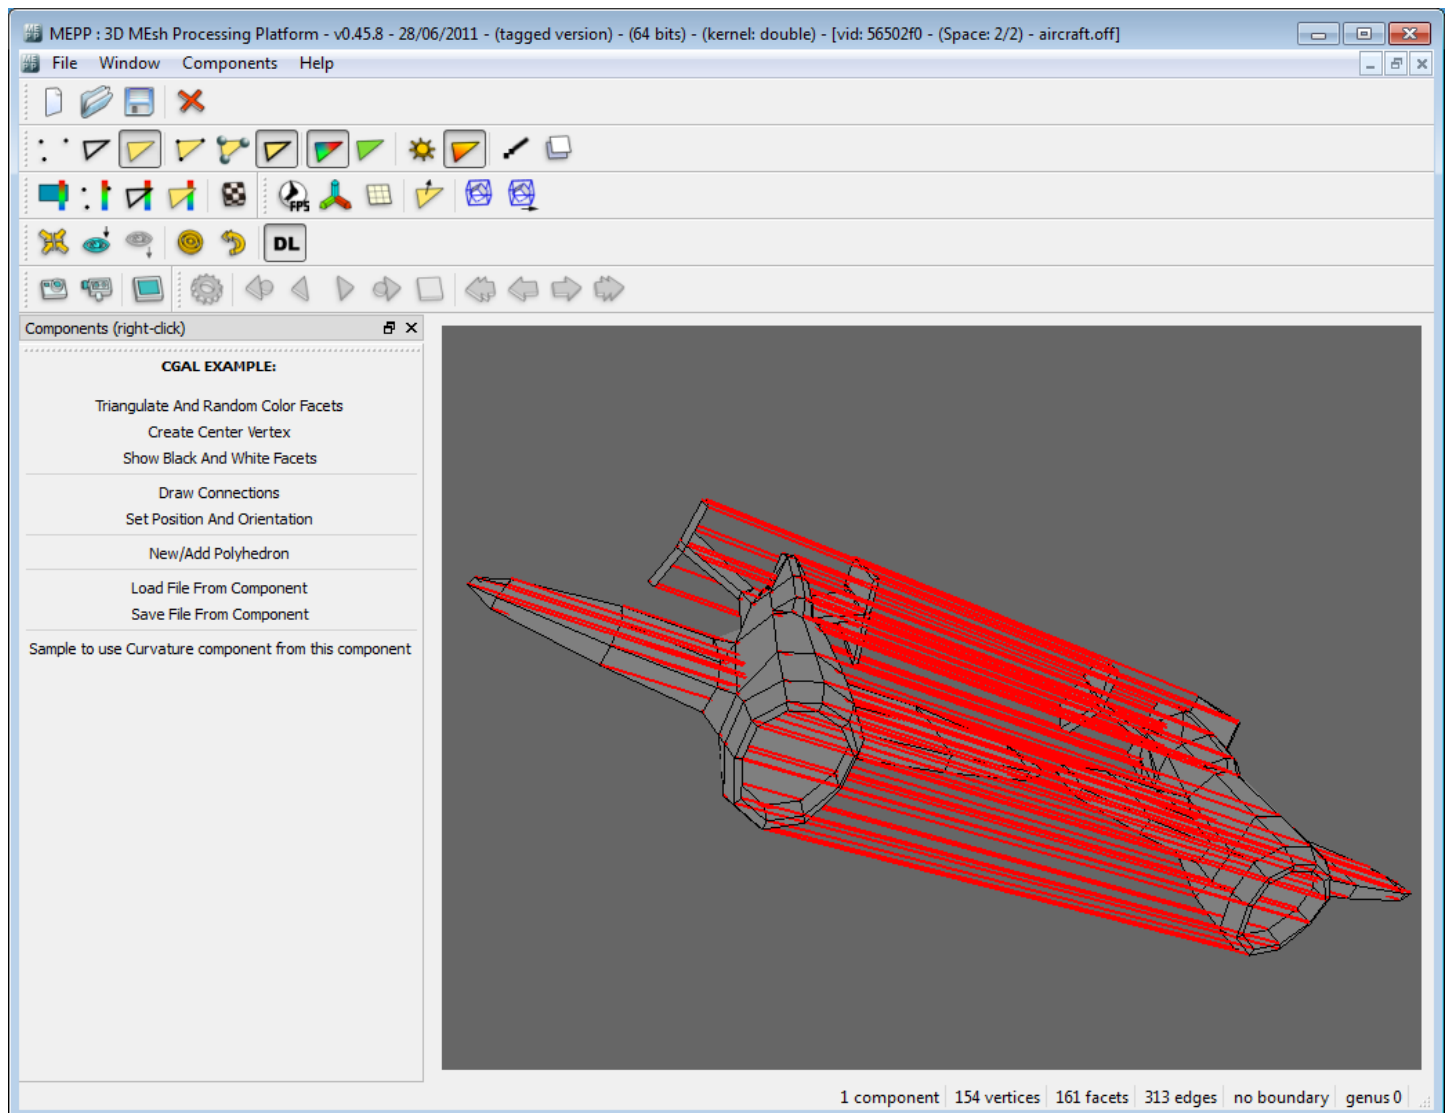 MEPP : 3D MEsh Processing Platform - v0.45.8 - 28/06/2011 - (tagged version) - (64 bits) - (kernel: double) - [vid: 56502f0 - (Space: 2/2) - aircraft.off]
File Window Components Help
FPS
DL
Components (right-click)
CGAL EXAMPLE:
Triangulate And Random Color Facets
Create Center Vertex
Show Black And White Facets
Draw Connections
Set Position And Orientation
New/Add Polyhedron
Load File From Component
Save File From Component
Sample to use Curvature component from this component
1 component 154 vertices 161 facets 313 edges no boundary genus 0